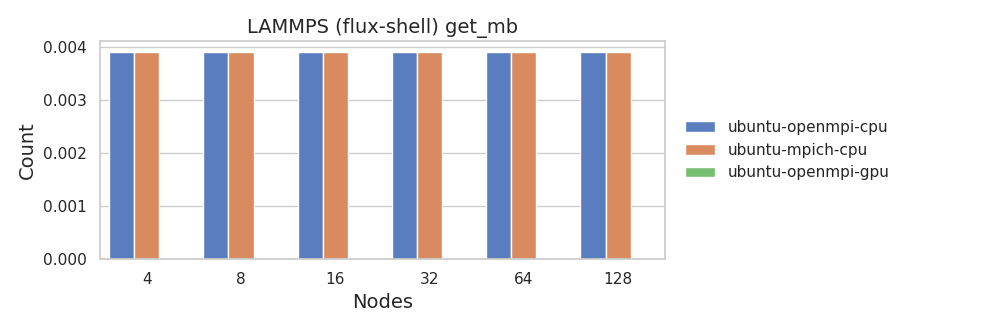 LAMMPS (flux-shell) get_mb
0.004
0.003
0.002
0.001
0.000
Count
4 8 16 32 64 128
Nodes
ubuntu-openmpi-cpu
ubuntu-mpich-cpu
ubuntu-openmpi-gpu